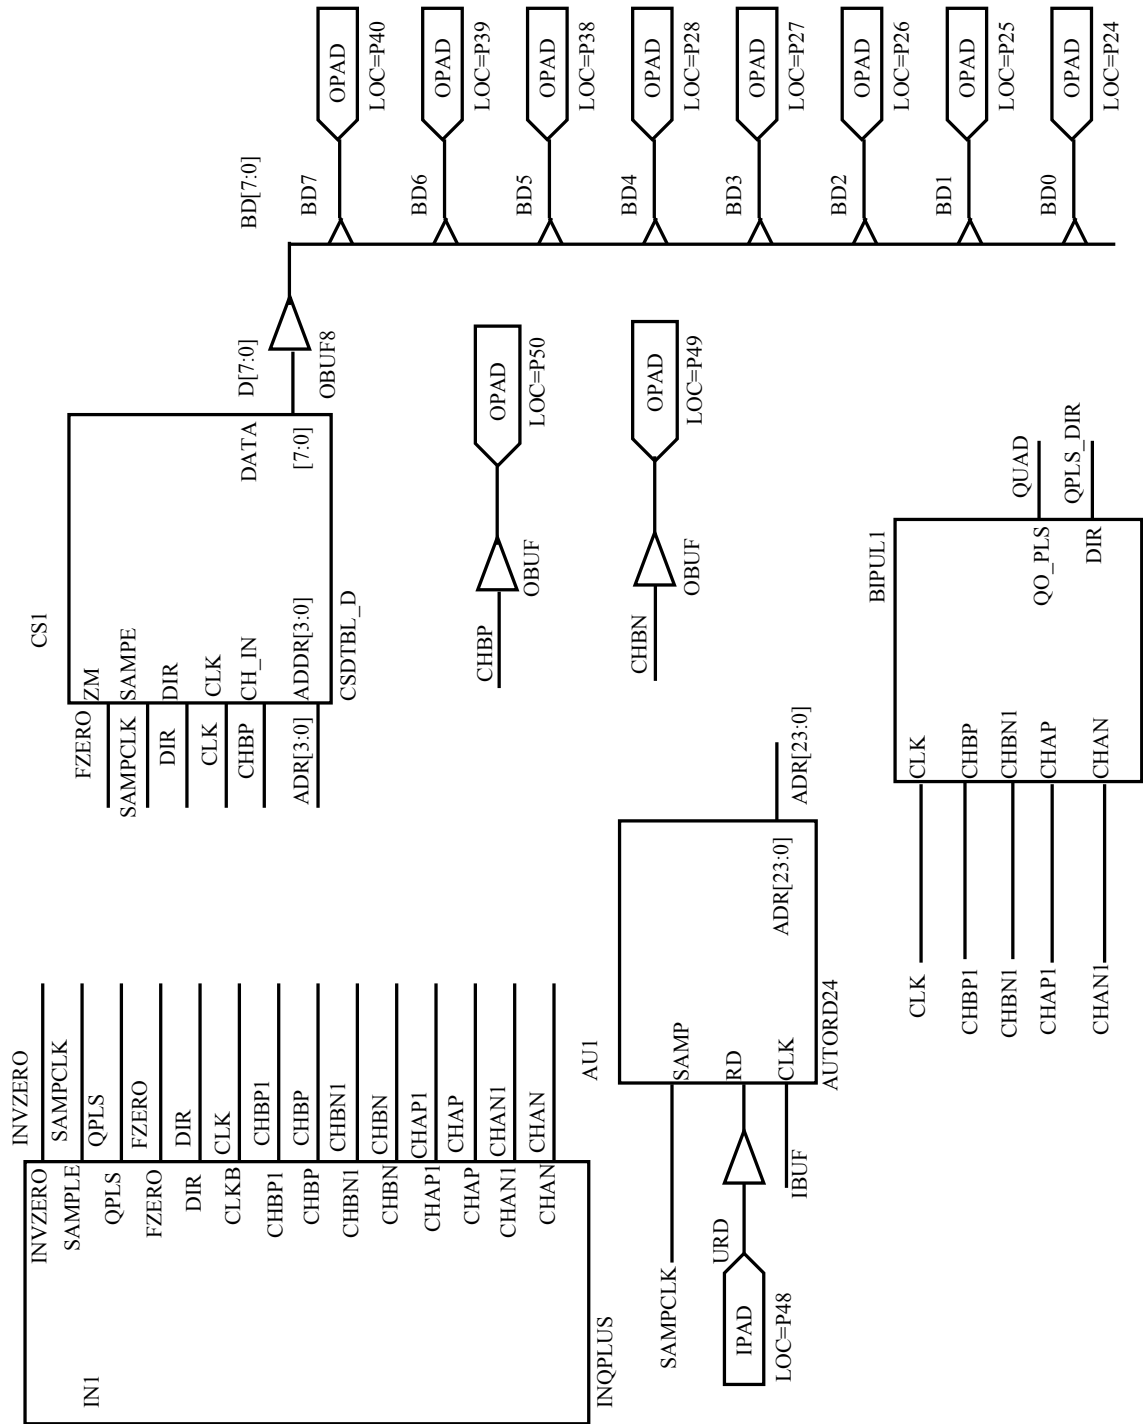 IN1
INQPLUS
INVZERO
SAMPLE
QPLS
FZERO
DIR
CLKB
CHBP1
CHBP
CHBN1
CHBN
CHAP1
CHAP
CHAN1
CHAN
INVZERO
SAMPCLK
QPLS
FZERO
DIR
CLK
CHBP1
CHBP
CHBN1
CHBN
CHAP1
CHAP
CHAN1
CHAN
CS1
FZERO
SAMPCLK
DIR
CLK
CHBP
ADR[3:0]
ZM
SAMPE
DIR
CLK
CH_IN
ADDR[3:0]
CSDTBL_D
DATA
[7:0]
D[7:0]
OBUF8
BD[7:0]
BD7
OPAD
LOC=P40
BD6
OPAD
LOC=P39
BD5
OPAD
LOC=P38
BD4
OPAD
LOC=P28
BD3
OPAD
LOC=P27
BD2
OPAD
LOC=P26
BD1
OPAD
LOC=P25
BD0
OPAD
LOC=P24
CHBP
OBUF
OPAD
LOC=P50
CHBN
OBUF
OPAD
LOC=P49
AU1
SAMPCLK
SAMP
IPAD
LOC=P48
URD
RD
IBUF
CLK
AUTORD24
ADR[23:0]
ADR[23:0]
BIPUL1
CLK
CHBP1
CHBN1
CHAP1
CHAN1
CLK
CHBP
CHBN1
CHAP
CHAN
QO_PLS
DIR
QUAD
QPLS_DIR